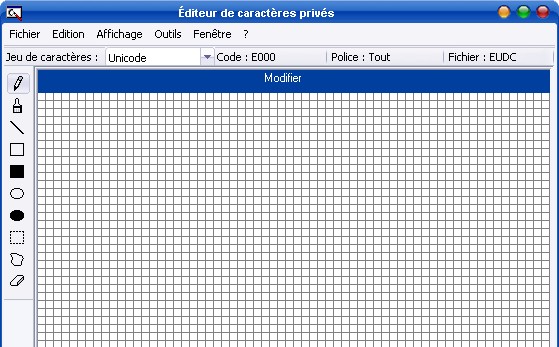 Éditeur de caractères privés
Fichier Edition Affichage Outils Fenêtre ?
Jeu de caractères : Unicode Code : E000 Police : Tout Fichier : EUDC
Modifier